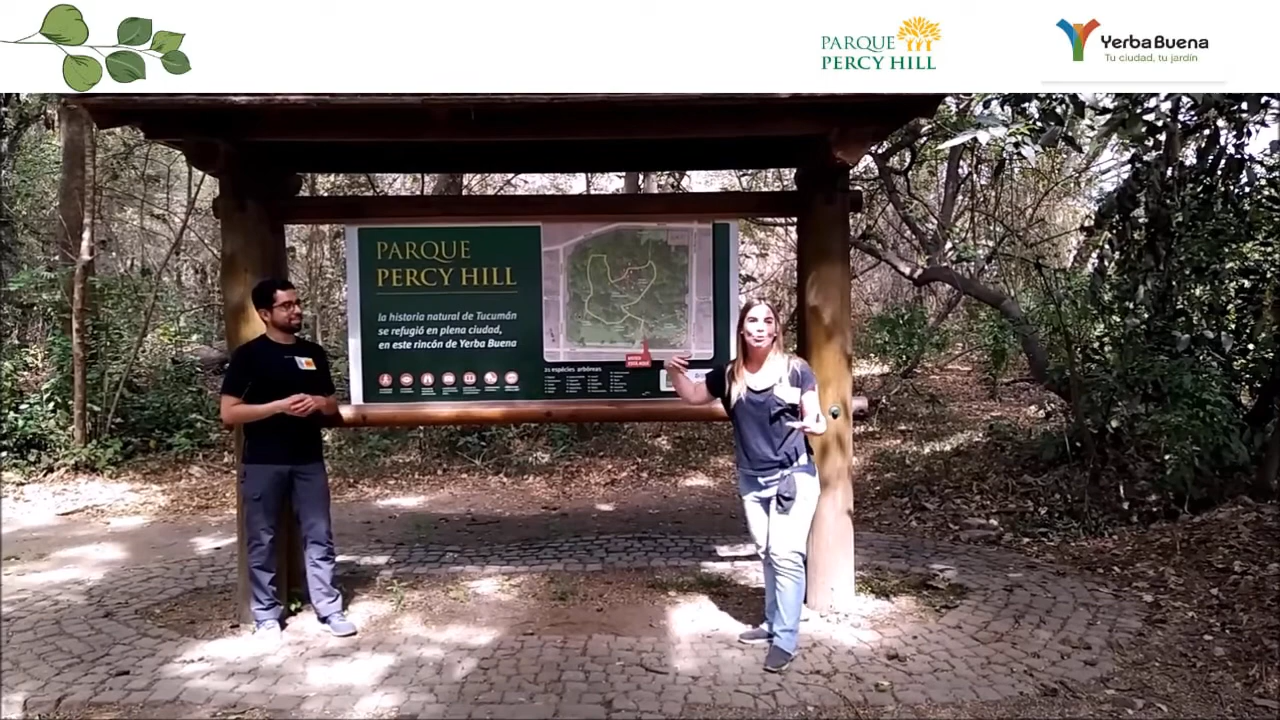 PARQUE
PERCY HILL
Yerba Buena
Tu ciudad, tu jardín
PARQUE
PERCY HILL
la historia natural de Tucumán
se refugió en plena ciudad,
en este rincón de Yerba Buena
especies arbóreas